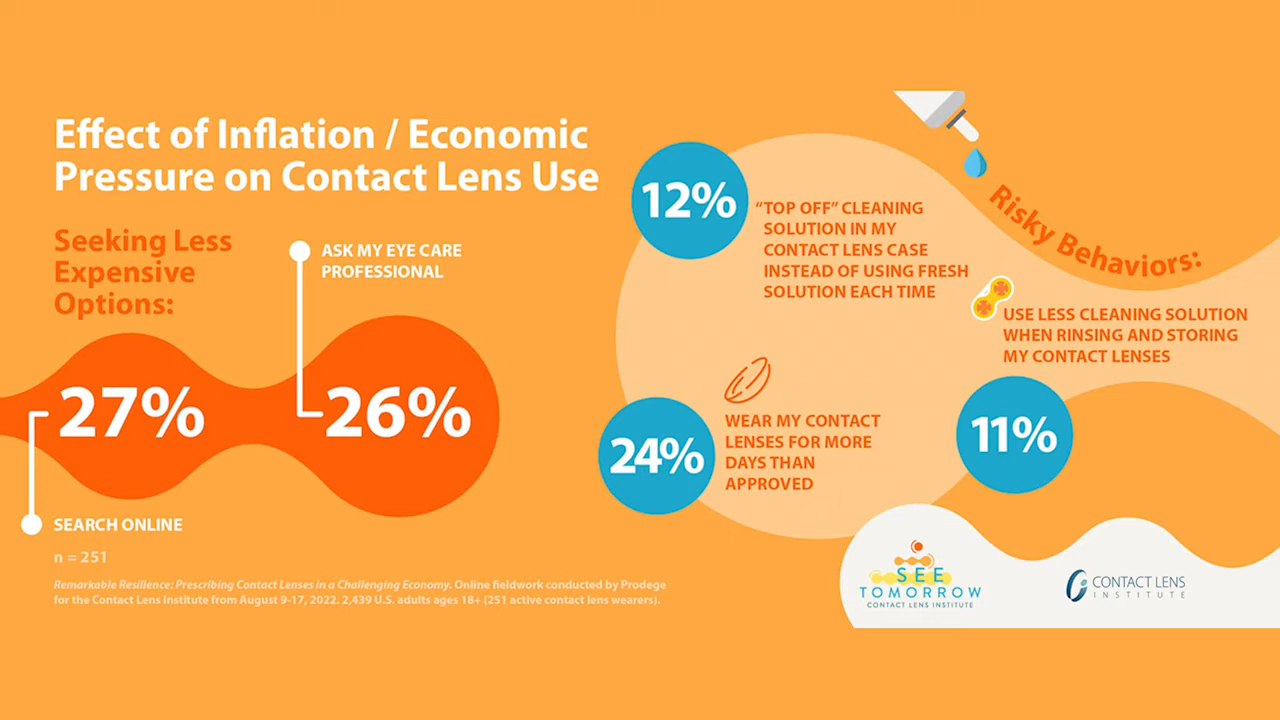 Effect of Inflation / Economic
Pressure on Contact Lens Use
Seeking Less
Expensive
Options:
ASK MY EYE CARE
PROFESSIONAL
27%
26%
SEARCH ONLINE
n = 251
Remarkable Resilience: Prescribing Contact Lenses in a Challenging Economy. Online fieldwork conducted by Prodege
for the Contact Lens Institute from August 9-17, 2022. 2,439 U.S. adults ages 18+ (251 active contact lens wearers).
Risky Behaviors:
12%
“TOP OFF” CLEANING
SOLUTION IN MY
CONTACT LENS CASE
INSTEAD OF USING FRESH
SOLUTION EACH TIME
USE LESS CLEANING SOLUTION
WHEN RINSING AND STORING
MY CONTACT LENSES
11%
24%
WEAR MY CONTACT
LENSES FOR MORE
DAYS THAN
APPROVED
SEE
TOMORROW
CONTACT LENS INSTITUTE
CONTACT LENS
INSTITUTE